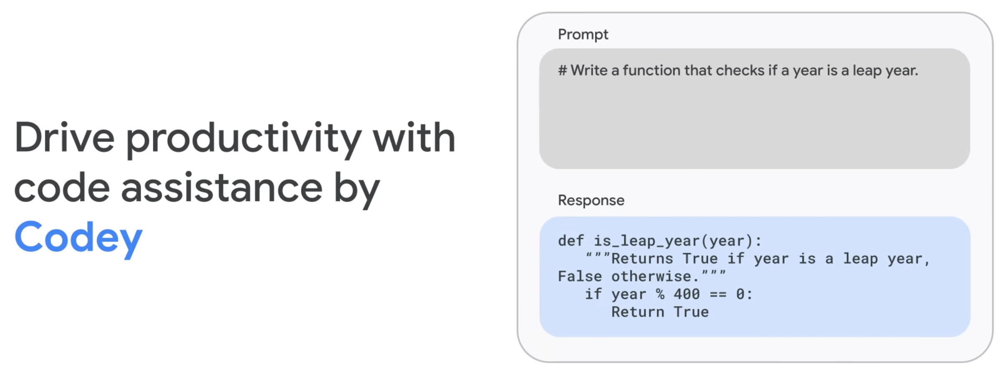 Drive productivity with
code assistance by
Codey
Prompt
# Write a function that checks if a year is a leap year.
Response
def is_leap_year(year):
   “””Returns True if year is a leap year,
False otherwise.”””
   if year % 400 == 0:
      Return True